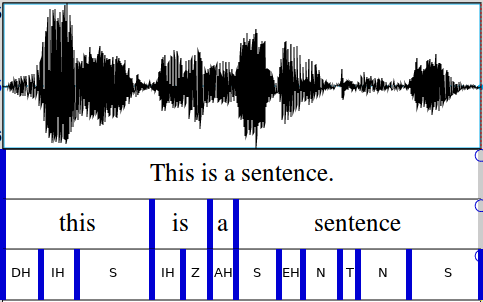 This is a sentence.
this is a sentence
DH IH S IH Z AH S EH N T N S